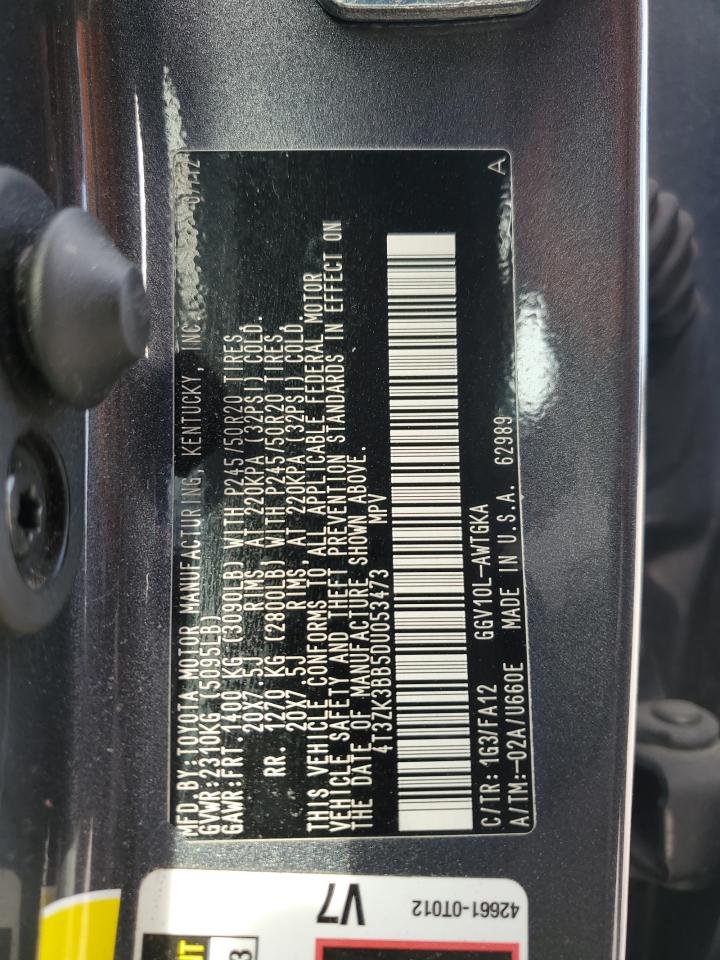 MFD BY:TOYOTA MOTOR MANUFACTURING, KENTUCKY, INC.
GVWR:2310KG (5095LB)
GAWR:FRT 1400 KG (3090LB) WITH P245/50R20 TIRES
20X7.5J RIMS, AT 220KPA (32PSI) COLD.
RR. 1270 KG (2800LB) WITH P245/50R20 TIRES
20X7.5J RIMS, AT 220KPA (32PSI) COLD.
THIS VEHICLE CONFORMS TO ALL APPLICABLE FEDERAL MOTOR
VEHICLE SAFETY AND THEFT PREVENTION STANDARDS IN EFFECT ON
THE DATE OF MANUFACTURE SHOWN ABOVE.
4T3ZK3BB5DU053473 MPV
C/TR: 1G3/FA12 GGV10L-AWTGKA A
A/TM:-02A/U660E MADE IN U.S.A. 62989
V7
42661-0T012